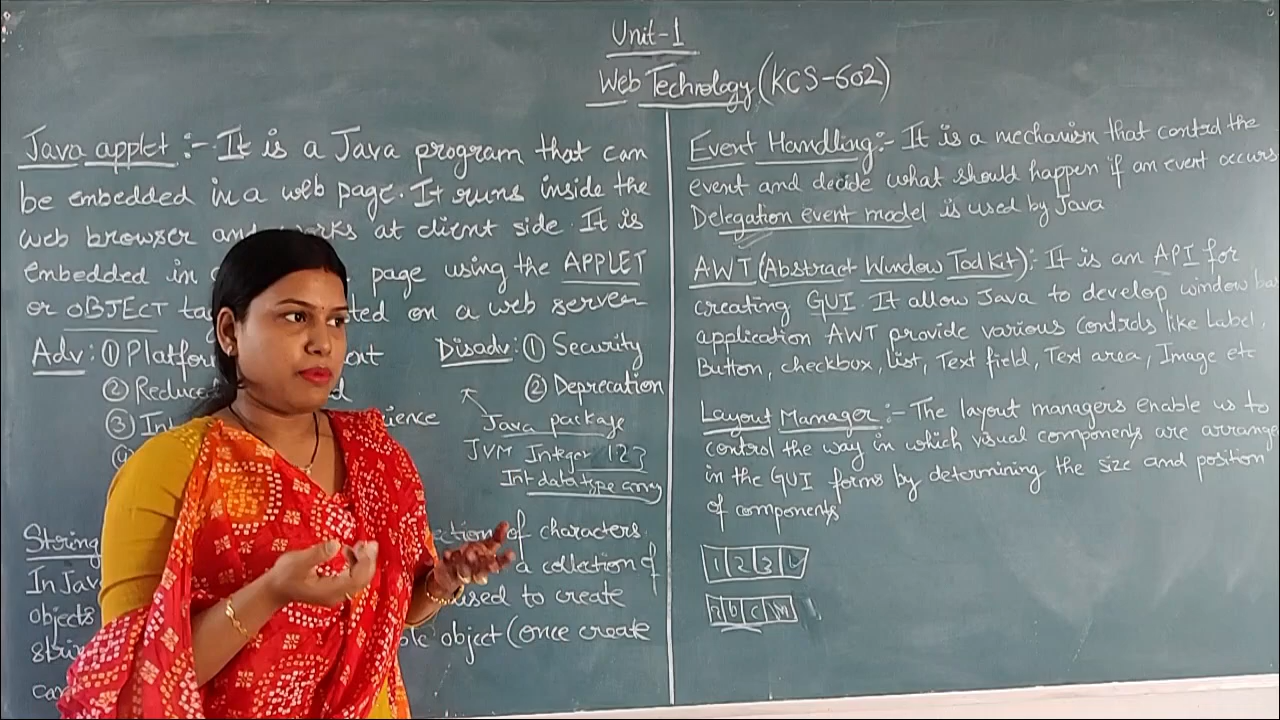 Unit-1
Web Technology (KCS-602)
Java applet :- It is a Java program that can
be embedded in a web page. It runs inside the
web browser and works at client side. It is
embedded in page using the APPLET
or OBJECT on a web server
Adv: ① Disadv: ① Security
② ② Deprecation
③
Java package
JVM Integer 123
Int data type array
String of characters.
In a collection of
objects used to create
object (once create
Event Handling:- It is a mechanism that control the
event and decide what should happen if an event occurs
Delegation event model is used by Java
AWT (Abstract Window Tool Kit): It is an API for
creating GUI. It allow Java to develop window
application AWT provide various controls like Label,
Button, checkbox, list, Text field, Text area, Image etc
Layout Manager:- The layout managers enable us to
control the way in which visual components are arrange
in the GUI forms by determining the size and position
of components
1 2 3
b c